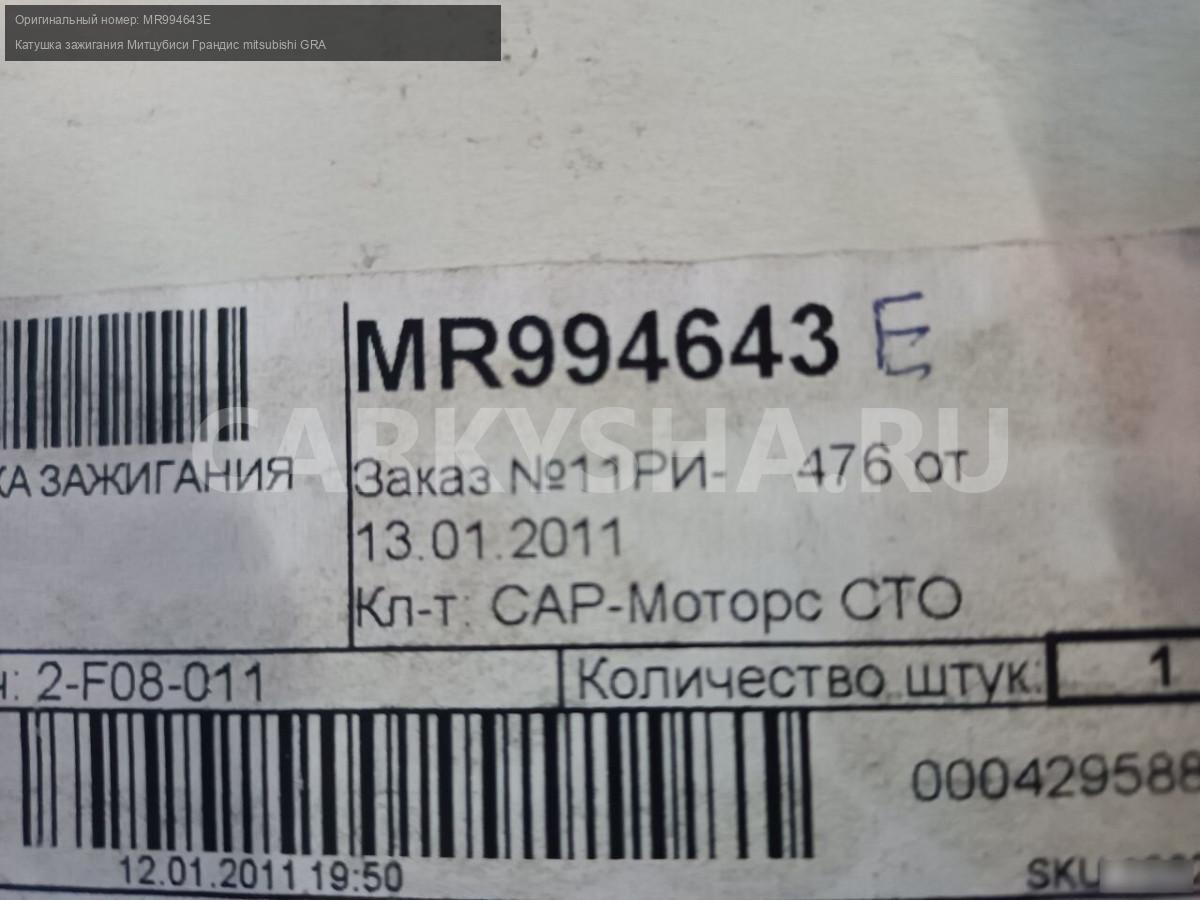 Оригинальный номер: MR994643E
Катушка зажигания Митцубиси Грандис mitsubishi GRA
MR994643 E
CARKYSHA.RU
КА ЗАЖИГАНИЯ
Заказ №11РИ- 476 от
13.01.2011
Кл-т: САР-Моторс СТО
2-F08-011
Количество штук: 1
000429588
12.01.2011 19:50
SKU